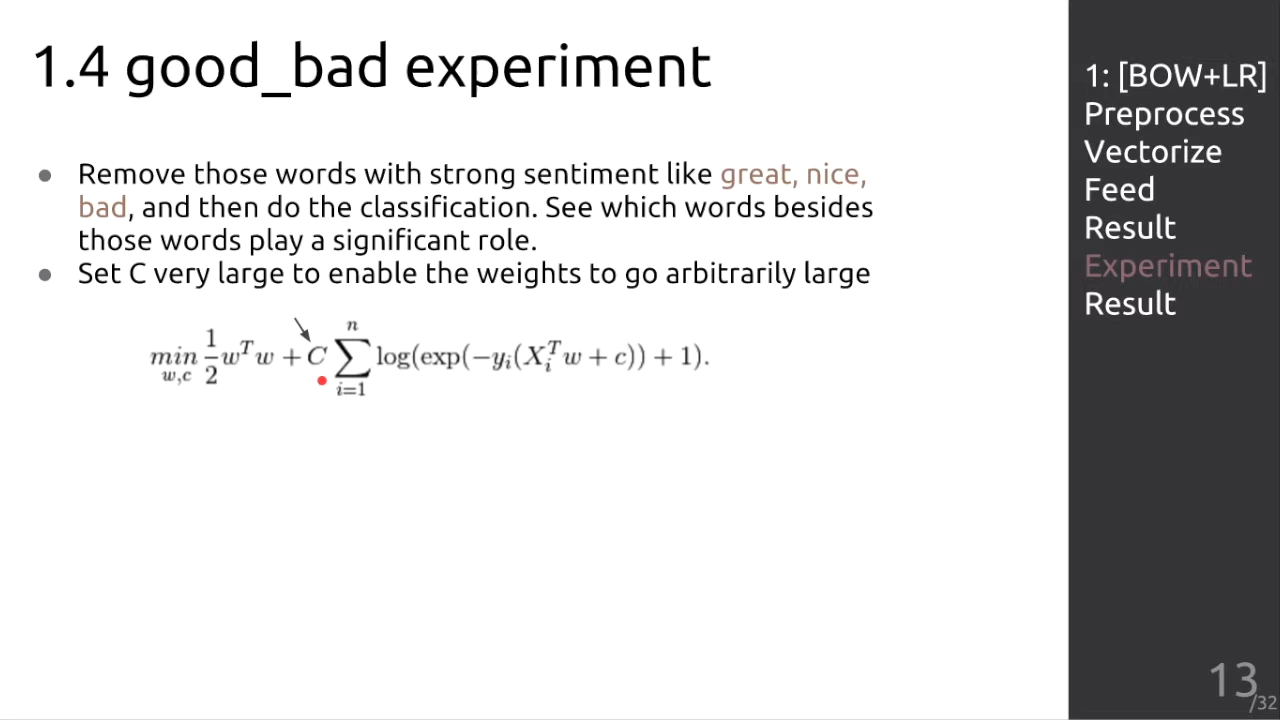 1.4 good_bad experiment
● Remove those words with strong sentiment like great, nice,
bad, and then do the classification. See which words besides
those words play a significant role.
● Set C very large to enable the weights to go arbitrarily large
\min_{w,c} \frac{1}{2} w^T w + C \sum_{i=1}^{n} \log(\exp(-y_i(X_i^T w + c)) + 1).
1: [BOW+LR]
Preprocess
Vectorize
Feed
Result
Experiment
Result
13/32